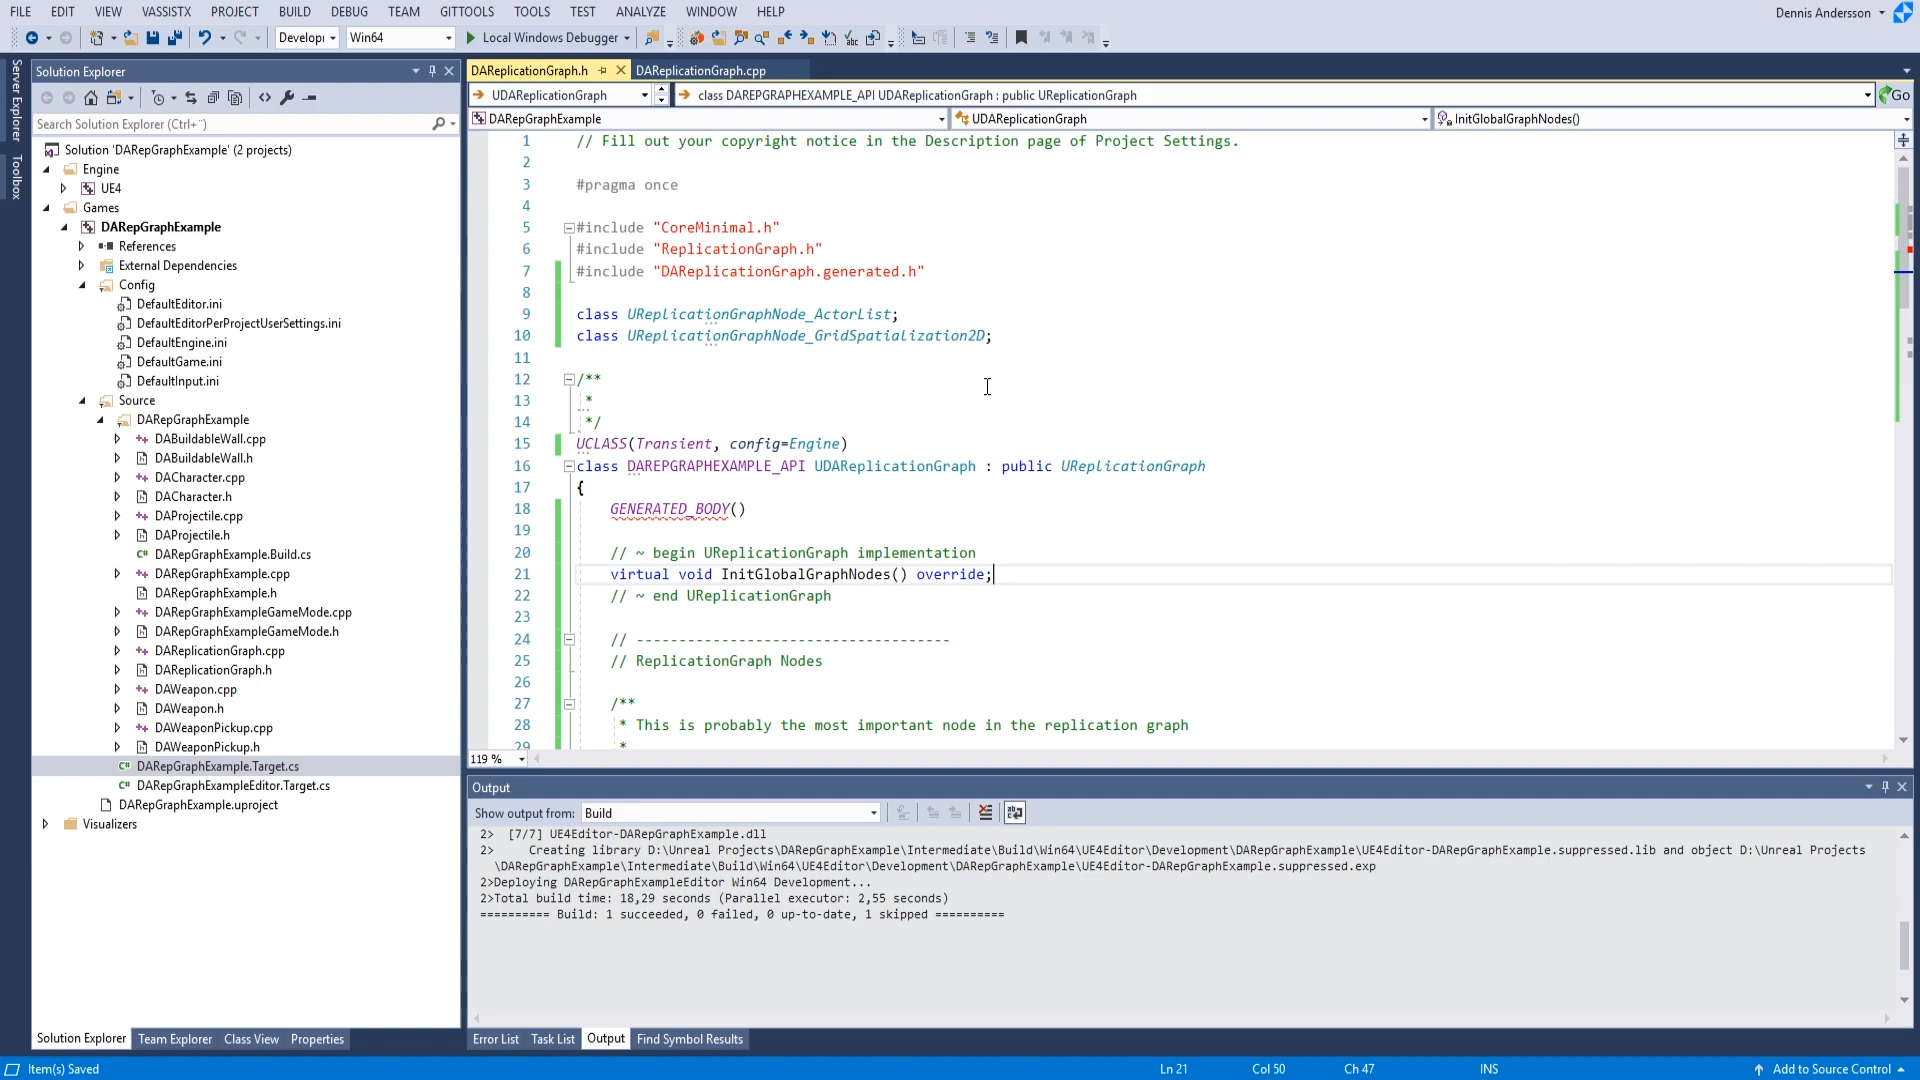 FILE EDIT VIEW VASSISTX PROJECT BUILD DEBUG TEAM GITTOOLS TOOLS TEST ANALYZE WINDOW HELP Dennis Andersson
Develop Win64 Local Windows Debugger
Server Explorer
Toolbox
Solution Explorer
Search Solution Explorer (Ctrl+¨)
Solution 'DARepGraphExample' (2 projects)
Engine
UE4
Games
DARepGraphExample
References
External Dependencies
Config
DefaultEditor.ini
DefaultEditorPerProjectUserSettings.ini
DefaultEngine.ini
DefaultGame.ini
DefaultInput.ini
Source
DARepGraphExample
DABuildableWall.cpp
DABuildableWall.h
DACharacter.cpp
DACharacter.h
DAProjectile.cpp
DAProjectile.h
DARepGraphExample.Build.cs
DARepGraphExample.cpp
DARepGraphExample.h
DARepGraphExampleGameMode.cpp
DARepGraphExampleGameMode.h
DAReplicationGraph.cpp
DAReplicationGraph.h
DAWeapon.cpp
DAWeapon.h
DAWeaponPickup.cpp
DAWeaponPickup.h
DARepGraphExample.Target.cs
DARepGraphExampleEditor.Target.cs
DARepGraphExample.uproject
Visualizers
Solution Explorer Team Explorer Class View Properties
DAReplicationGraph.h DAReplicationGraph.cpp
UDAReplicationGraph class DAREPGRAPHEXAMPLE_API UDAReplicationGraph : public UReplicationGraph Go
DARepGraphExample UDAReplicationGraph InitGlobalGraphNodes()
1 // Fill out your copyright notice in the Description page of Project Settings.
2
3 #pragma once
4
5 #include "CoreMinimal.h"
6 #include "ReplicationGraph.h"
7 #include "DAReplicationGraph.generated.h"
8
9 class UReplicationGraphNode_ActorList;
10 class UReplicationGraphNode_GridSpatialization2D;
11
12 /**
13 *
14 */
15 UCLASS(Transient, config=Engine)
16 class DAREPGRAPHEXAMPLE_API UDAReplicationGraph : public UReplicationGraph
17 {
18 GENERATED_BODY()
19
20 // ~ begin UReplicationGraph implementation
21 virtual void InitGlobalGraphNodes() override;
22 // ~ end UReplicationGraph
23
24 // -------------------------------------
25 // ReplicationGraph Nodes
26
27 /**
28 * This is probably the most important node in the replication graph
29 *
119 %
Output
Show output from: Build
2> [7/7] UE4Editor-DARepGraphExample.dll
2> Creating library D:\Unreal Projects\DARepGraphExample\Intermediate\Build\Win64\UE4Editor\Development\DARepGraphExample\UE4Editor-DARepGraphExample.suppressed.lib and object D:\Unreal Projects
\DARepGraphExample\Intermediate\Build\Win64\UE4Editor\Development\DARepGraphExample\UE4Editor-DARepGraphExample.suppressed.exp
2>Deploying DARepGraphExampleEditor Win64 Development...
2>Total build time: 18,29 seconds (Parallel executor: 2,55 seconds)
========== Build: 1 succeeded, 0 failed, 0 up-to-date, 1 skipped ==========
Error List Task List Output Find Symbol Results
Item(s) Saved Ln 21 Col 50 Ch 47 INS Add to Source Control